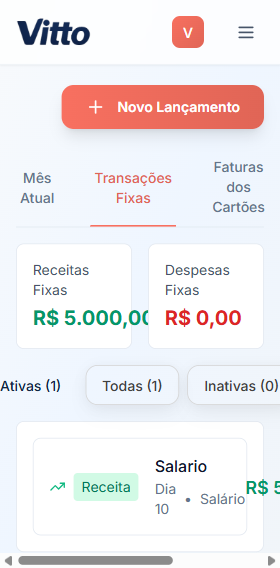 Vitto
V
Novo Lançamento
Mês
Atual
Transações
Fixas
Faturas
dos
Cartões
Receitas
Fixas
R$ 5.000,00
Despesas
Fixas
R$ 0,00
Ativas (1)
Todas (1)
Inativas (0)
Receita
Salario
Dia
10
• Salário
R$ 5